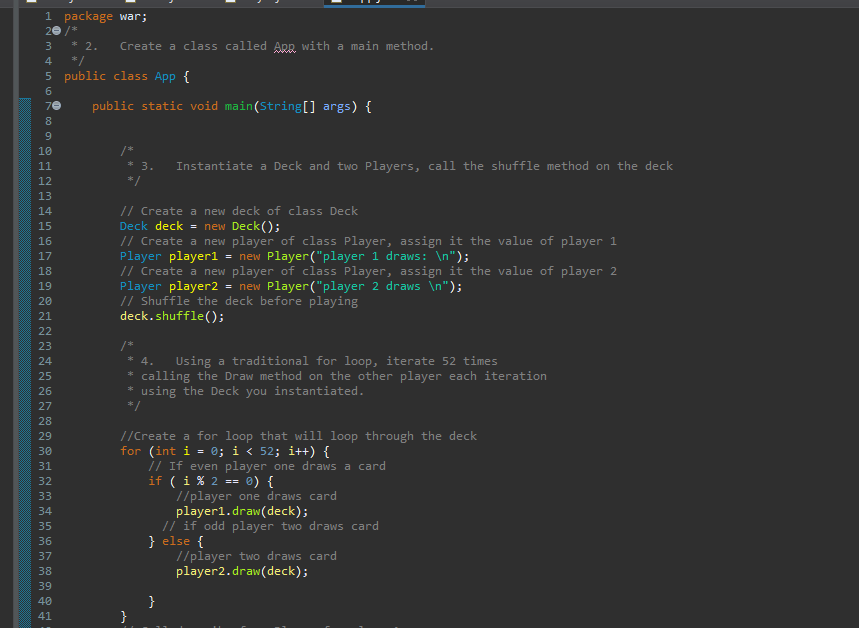 1 package war;
2 /*
3  * 2.   Create a class called App with a main method.
4  */
5 public class App {
6
7     public static void main(String[] args) {
8
9
10         /*
11          * 3.   Instantiate a Deck and two Players, call the shuffle method on the deck
12          */
13
14         // Create a new deck of class Deck
15         Deck deck = new Deck();
16         // Create a new player of class Player, assign it the value of player 1
17         Player player1 = new Player("player 1 draws: \n");
18         // Create a new player of class Player, assign it the value of player 2
19         Player player2 = new Player("player 2 draws \n");
20         // Shuffle the deck before playing
21         deck.shuffle();
22
23         /*
24          * 4.   Using a traditional for loop, iterate 52 times
25          * calling the Draw method on the other player each iteration
26          * using the Deck you instantiated.
27          */
28
29         //Create a for loop that will loop through the deck
30         for (int i = 0; i < 52; i++) {
31             // If even player one draws a card
32             if ( i % 2 == 0) {
33                 //player one draws card
34                 player1.draw(deck);
35               // if odd player two draws card
36             } else {
37                 //player two draws card
38                 player2.draw(deck);
39
40             }
41         }